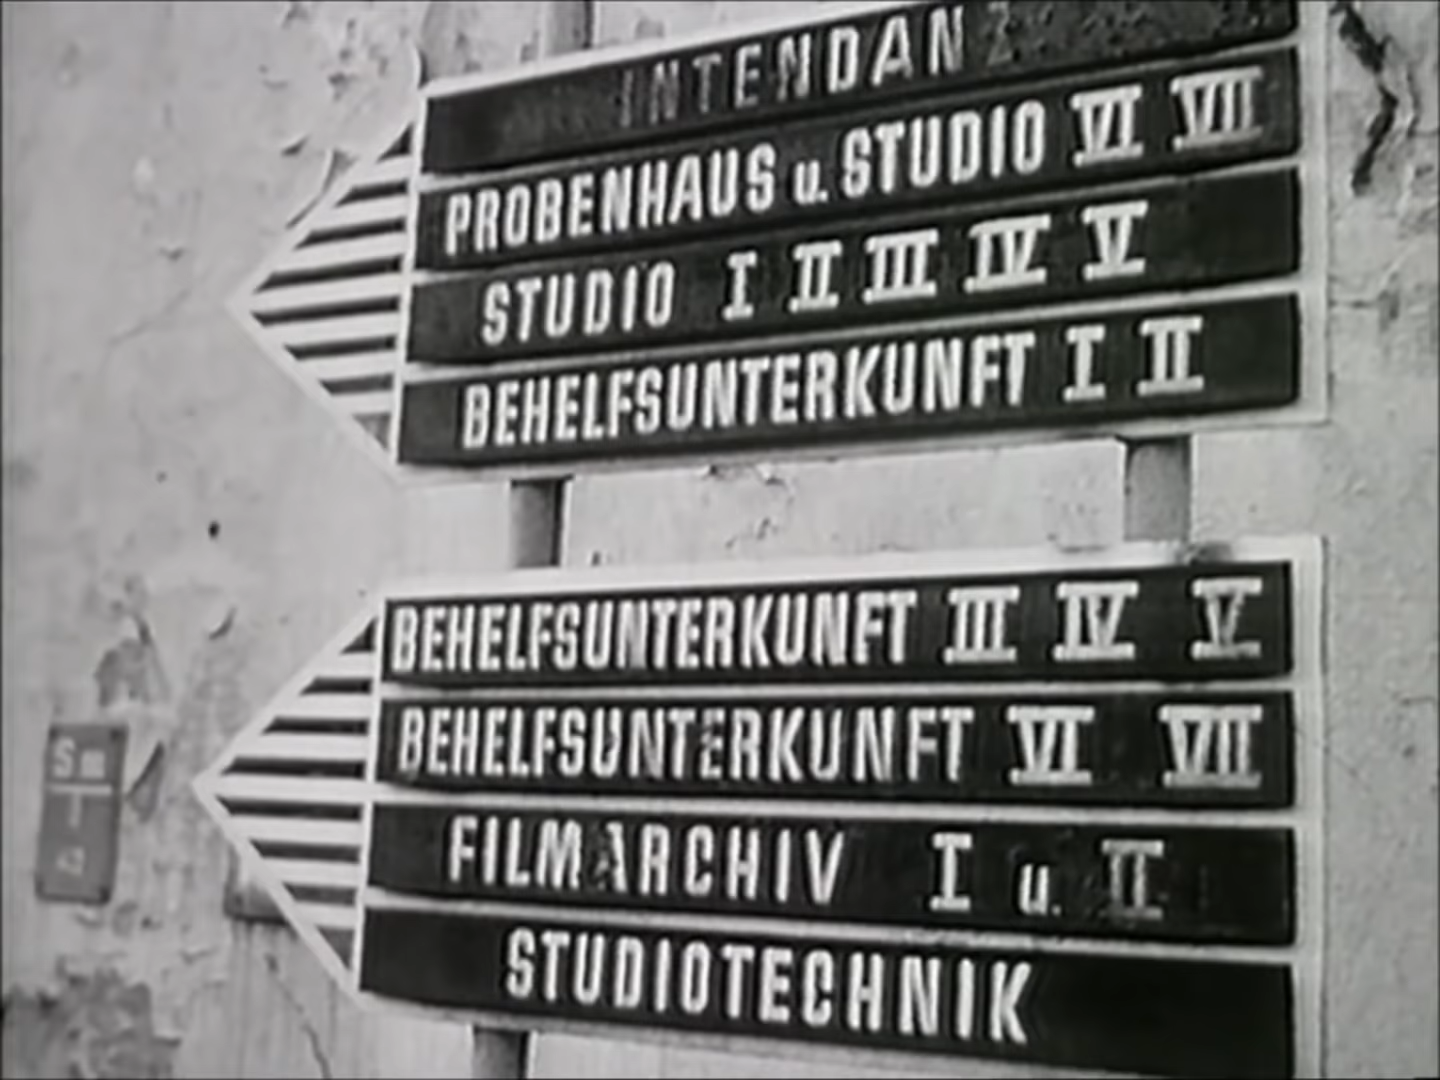 INTENDANZ
PROBENHAUS u. STUDIO VI VII
STUDIO I II III IV V
BEHELFSUNTERKUNFT I II
BEHELFSUNTERKUNFT III IV V
BEHELFSUNTERKUNFT VI VII
FILMARCHIV I u. II
STUDIOTECHNIK